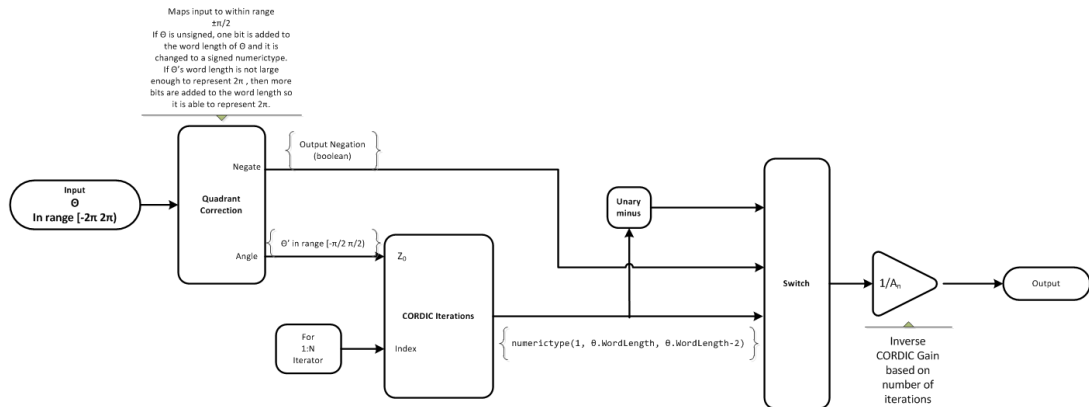 Maps input to within range
±π/2
If Θ is unsigned, one bit is added to
the word length of Θ and it is
changed to a signed numerictype.
If Θ's word length is not large
enough to represent 2π , then more
bits are added to the word length so
it is able to represent 2π.
Input
Θ
In range [-2π 2π)
Quadrant
Correction
Negate
Angle
Output Negation
(boolean)
Θ' in range [-π/2 π/2)
Z0
CORDIC Iterations
Index
For
1:N
Iterator
Unary
minus
numerictype(1, θ.WordLength, θ.WordLength-2)
Switch
1/An
Inverse
CORDIC Gain
based on
number of
iterations
Output